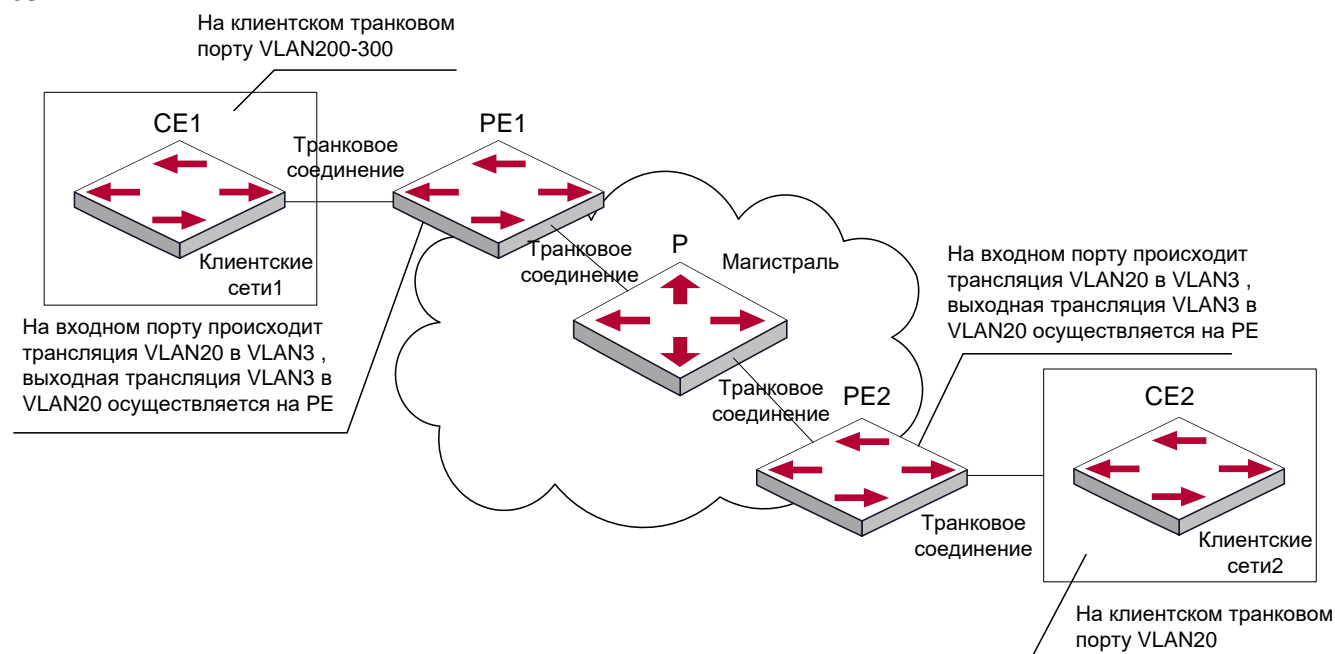 На клиентском транковом
порту VLAN200-300
CE1
PE1
Транковое
соединение
Клиентские
сети1
На входном порту происходит
трансляция VLAN20 в VLAN3 ,
выходная трансляция VLAN3 в
VLAN20 осуществляется на PE
Транковое
соединение
P
Магистраль
На входном порту происходит
трансляция VLAN20 в VLAN3 ,
выходная трансляция VLAN3 в
VLAN20 осуществляется на PE
Транковое
соединение
PE2
CE2
Транковое
соединение
Клиентские
сети2
На клиентском транковом
порту VLAN20